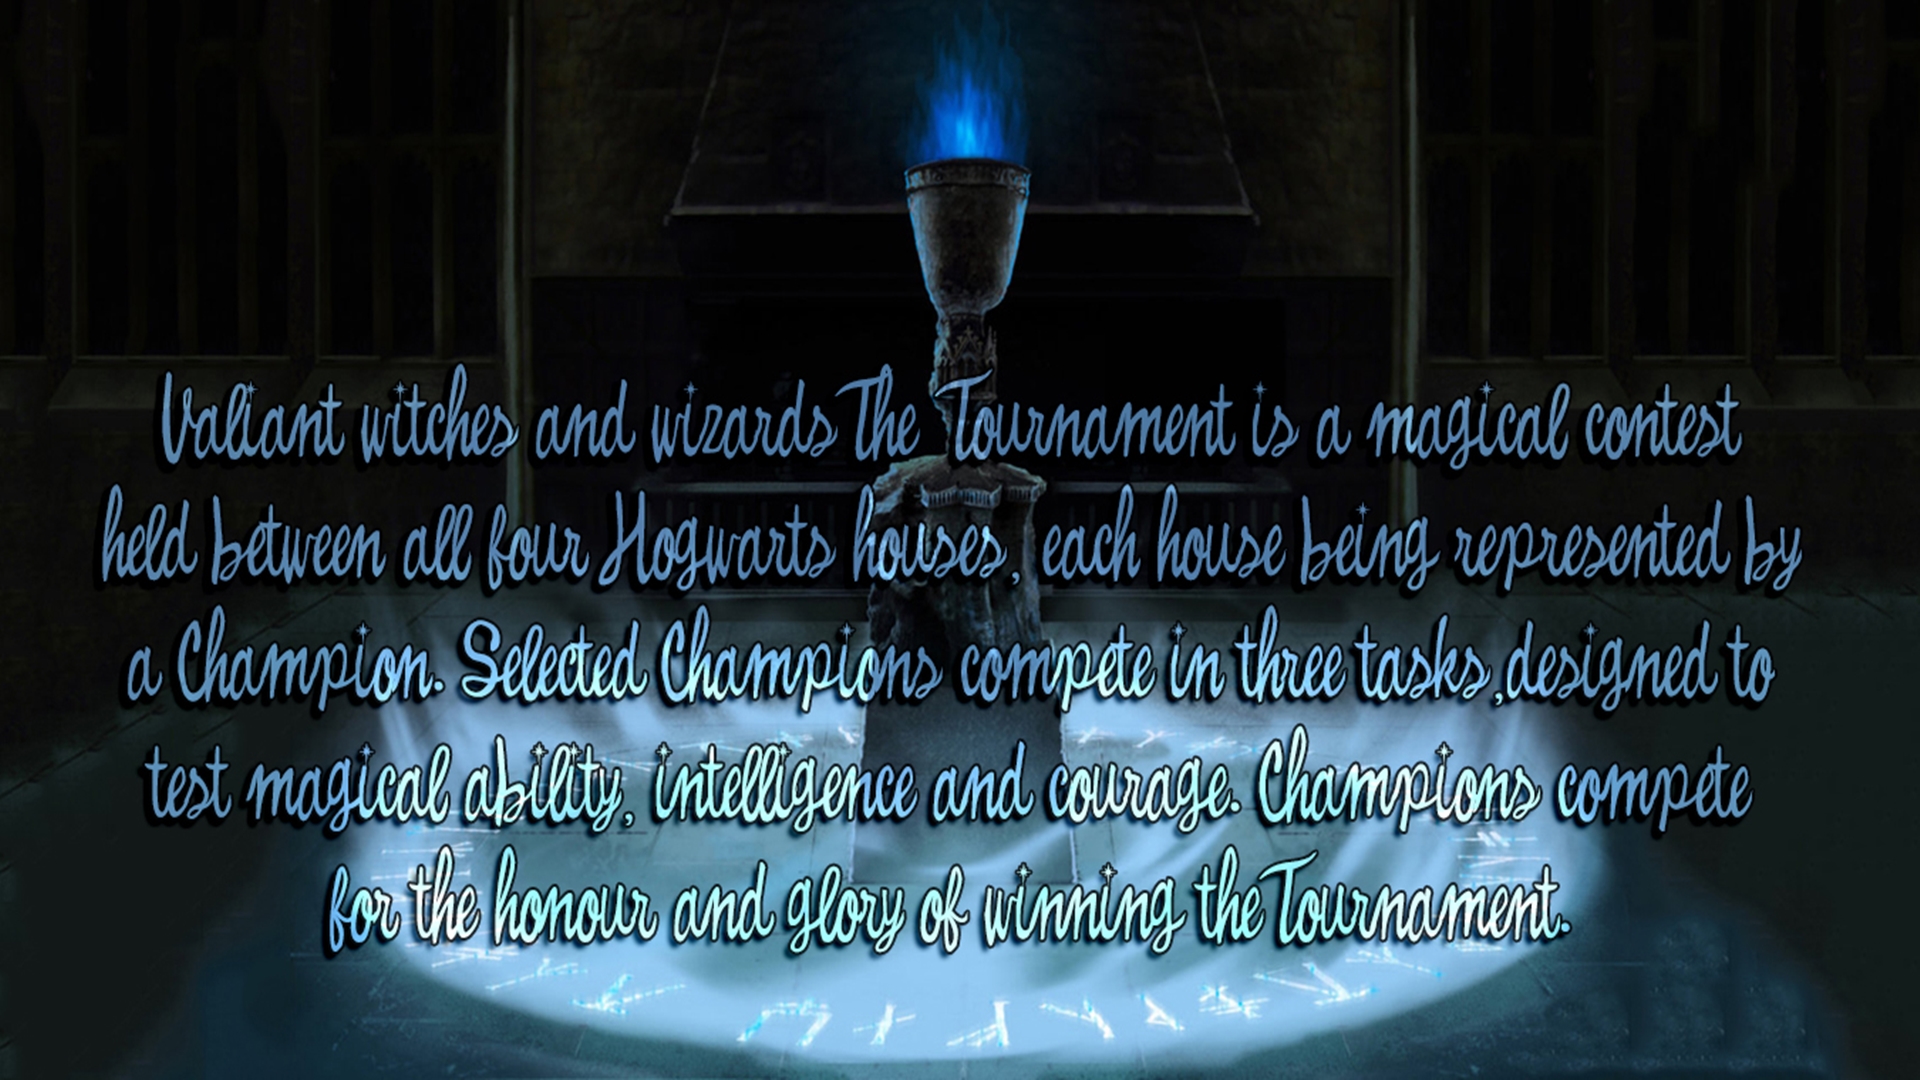 Valiant witches and wizards The Tournament is a magical contest
held between all four Hogwarts houses, each house being represented by
a Champion. Selected Champions compete in three tasks,designed to
test magical ability, intelligence and courage. Champions compete
for the honour and glory of winning the Tournament.